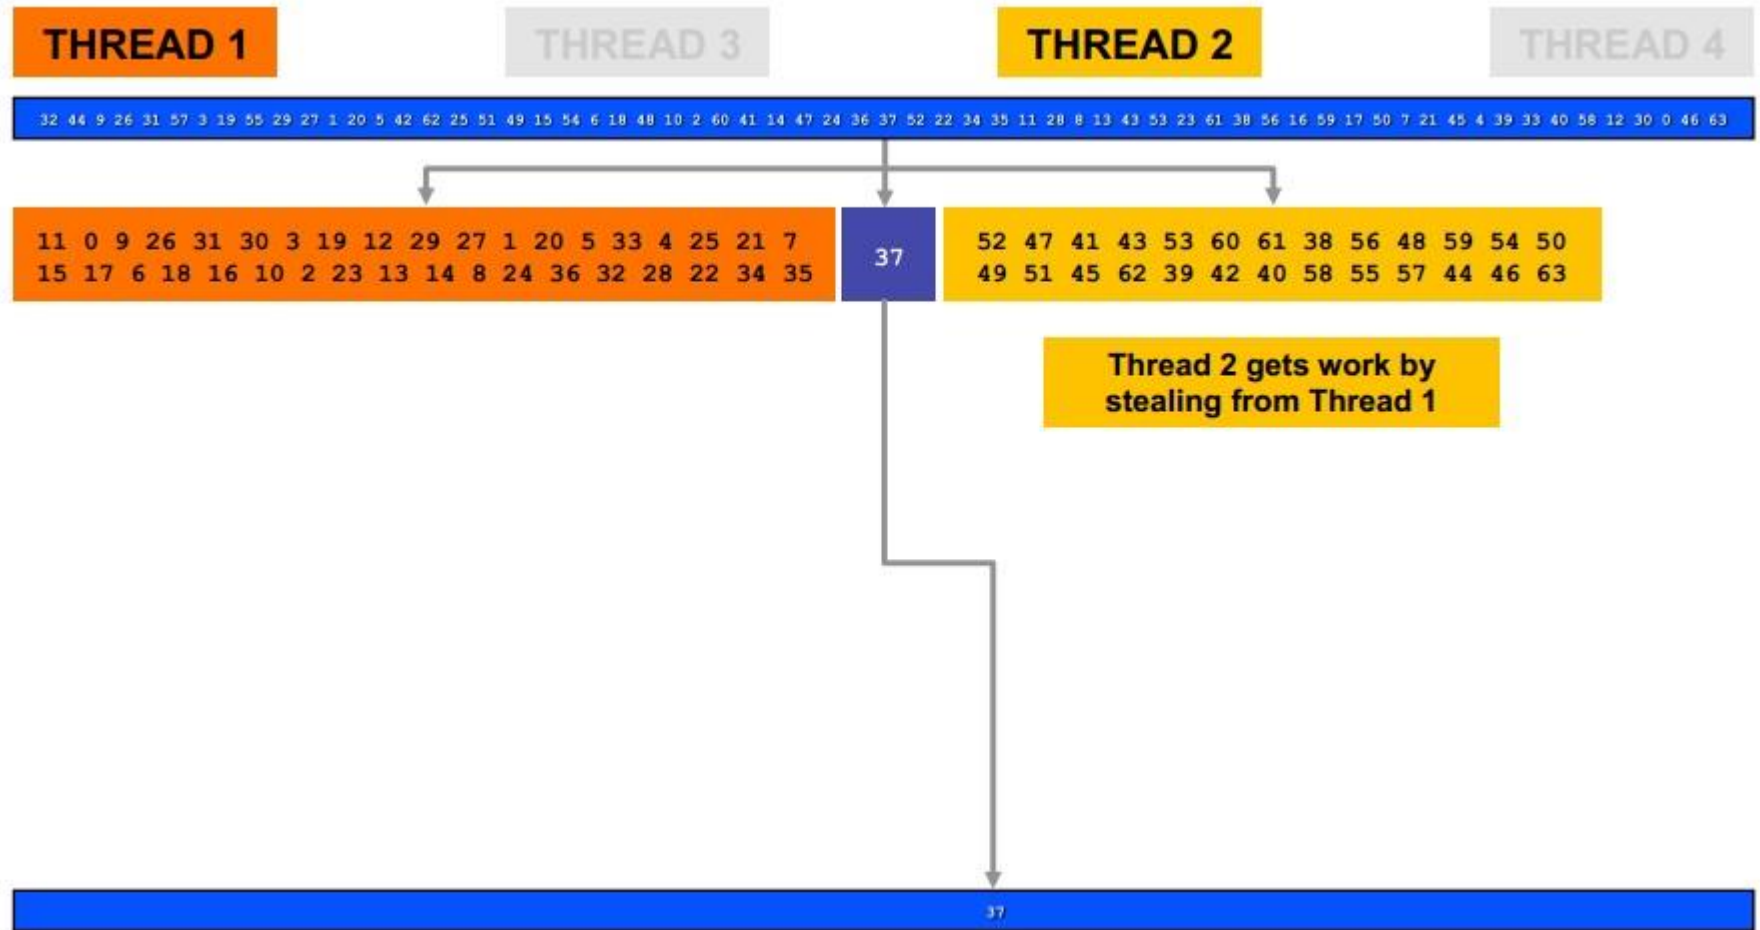 THREAD 1
THREAD 3
THREAD 2
THREAD 4
32 44 9 26 31 57 3 19 55 29 27 1 20 5 42 62 25 51 49 15 54 6 18 48 10 2 60 41 14 47 24 36 37 52 22 34 35 11 28 8 13 43 53 23 61 38 56 16 59 17 50 7 21 45 4 39 33 40 58 12 30 0 46 63
11 0 9 26 31 30 3 19 12 29 27 1 20 5 33 4 25 21 7
15 17 6 18 16 10 2 23 13 14 8 24 36 32 28 22 34 35
37
52 47 41 43 53 60 61 38 56 48 59 54 50
49 51 45 62 39 42 40 58 55 57 44 46 63
Thread 2 gets work by
stealing from Thread 1
37